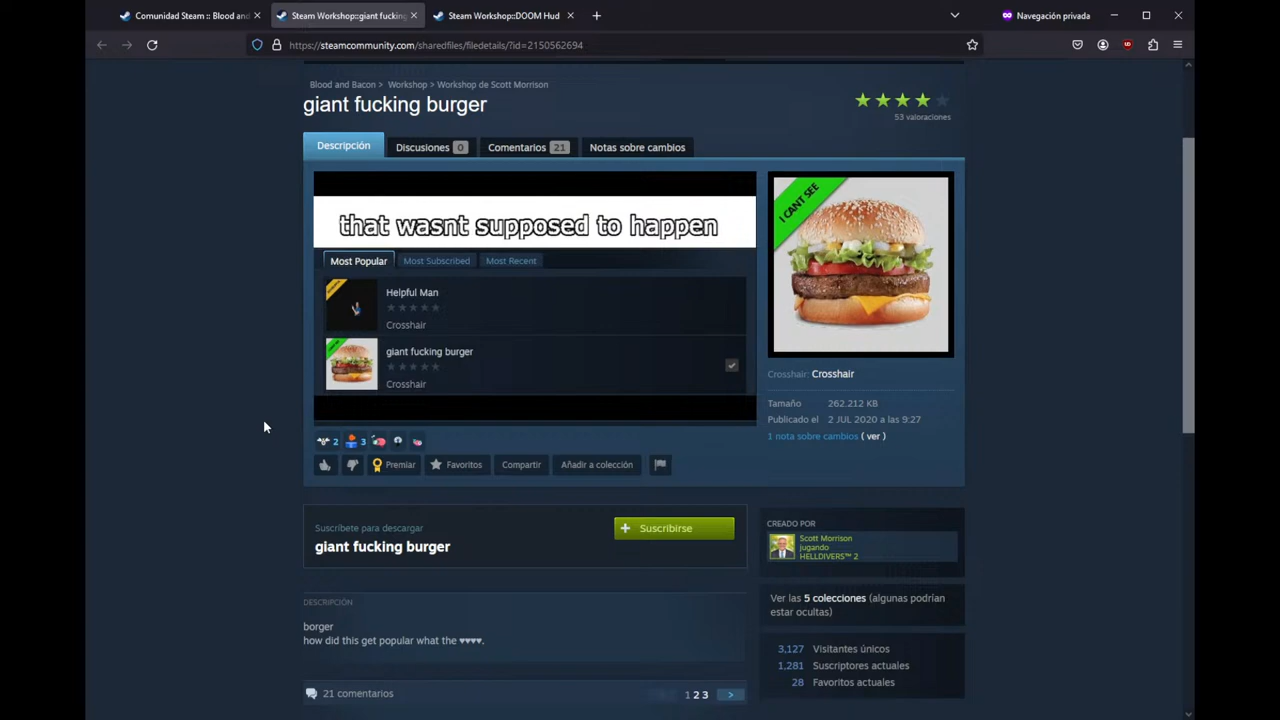 Comunidad Steam :: Blood and
Steam Workshop::giant fucking
Steam Workshop::DOOM Hud
Navegación privada
https://steamcommunity.com/sharedfiles/filedetails/?id=2150562694
Blood and Bacon > Workshop > Workshop de Scott Morrison
giant fucking burger
53 valoraciones
Descripción
Discusiones 0
Comentarios 21
Notas sobre cambios
that wasnt supposed to happen
Most Popular
Most Subscribed
Most Recent
Helpful Man
Crosshair
giant fucking burger
Crosshair
I CANT SEE
Crosshair: Crosshair
Tamaño 262.212 KB
Publicado el 2 JUL 2020 a las 9:27
1 nota sobre cambios ( ver )
2
3
Premiar
Favoritos
Compartir
Añadir a colección
Suscríbete para descargar
giant fucking burger
Suscribirse
CREADO POR
Scott Morrison
jugando
HELLDIVERS™ 2
Ver las 5 colecciones (algunas podrían
estar ocultas)
DESCRIPCIÓN
borger
how did this get popular what the ♥♥♥♥.
3,127 Visitantes únicos
1,281 Suscriptores actuales
28 Favoritos actuales
21 comentarios
1 2 3 >